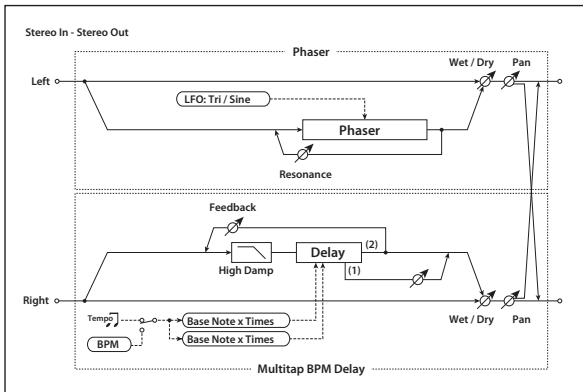 Stereo In - Stereo Out
Phaser
Wet / Dry
Pan
Left
LFO: Tri / Sine
Phaser
Resonance
Feedback
High Damp
Delay
(2)
(1)
Right
Wet / Dry
Pan
Tempo
BPM
Base Note x Times
Base Note x Times
Multitap BPM Delay